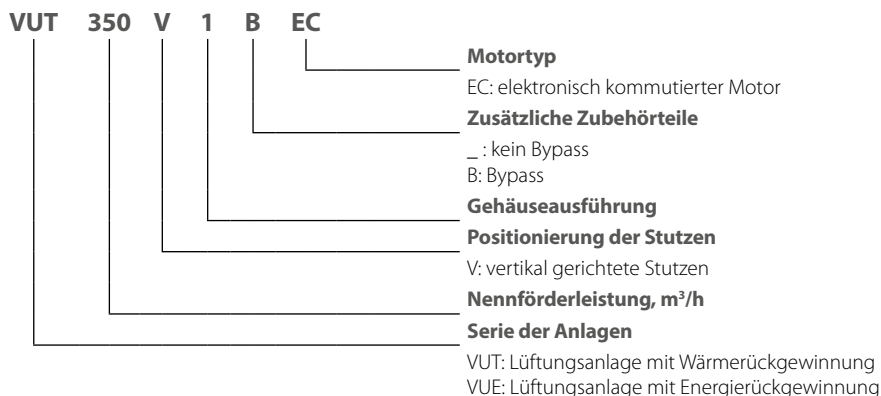 VUT 350 V 1 B EC
Motortyp
EC: elektronisch kommutierter Motor
Zusätzliche Zubehörteile
_ : kein Bypass
B: Bypass
Gehäuseausführung
Positionierung der Stutzen
V: vertikal gerichtete Stutzen
Nennförderleistung, m³/h
Serie der Anlagen
VUT: Lüftungsanlage mit Wärmerückgewinnung
VUE: Lüftungsanlage mit Energierückgewinnung